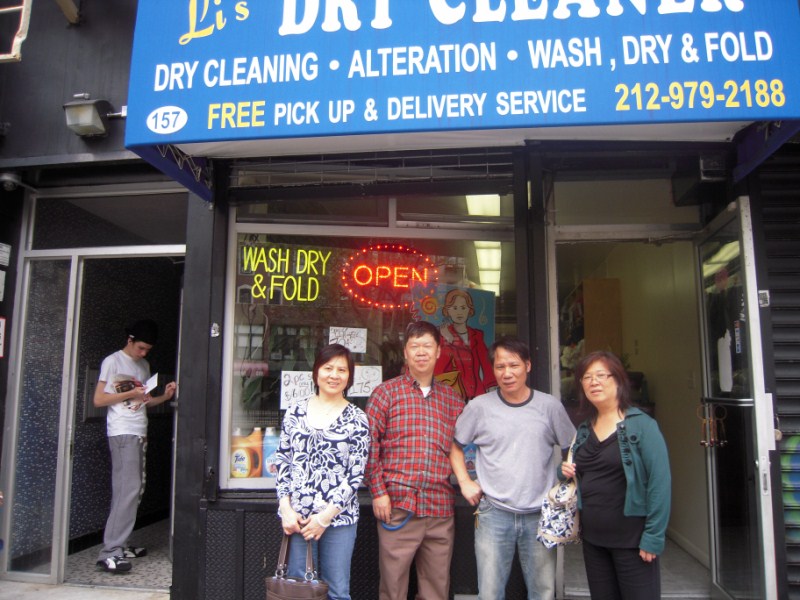 Li's DRY CLEANER
DRY CLEANING • ALTERATION • WASH , DRY & FOLD
157 FREE PICK UP & DELIVERY SERVICE 212-979-2188
WASH DRY
& FOLD
OPEN
Tide